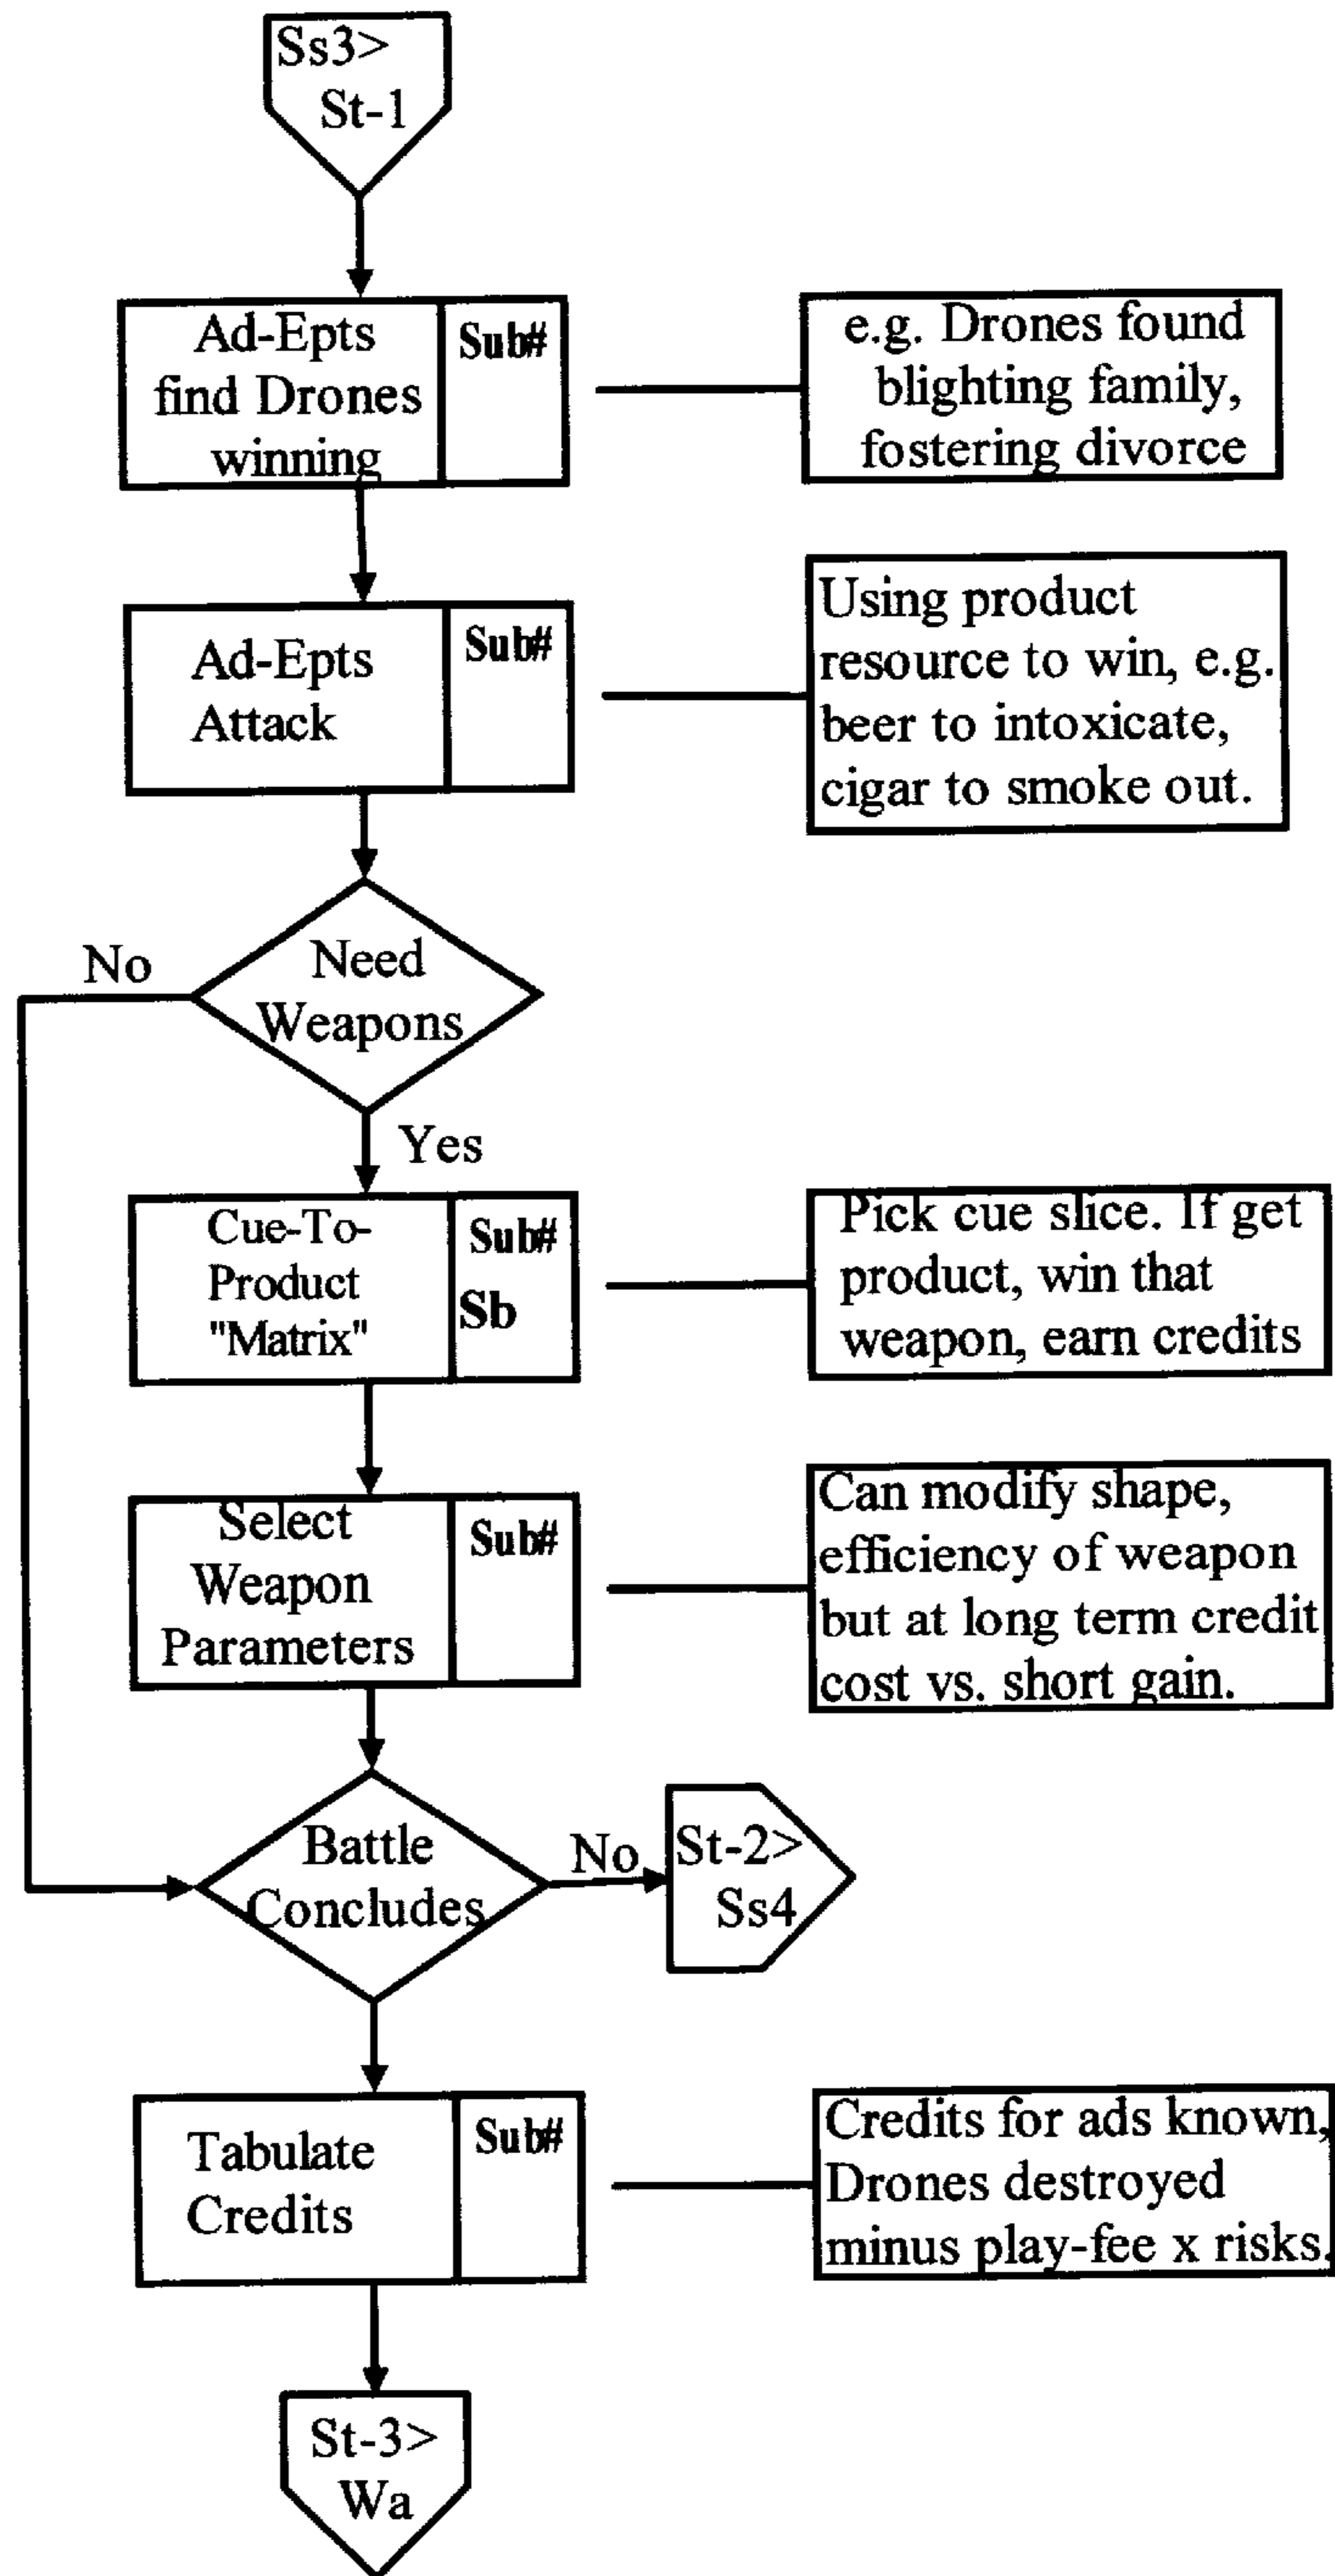 Ss3>
St-1
Ad-Epts
find Drones
winning
Sub#
e.g. Drones found
blighting family,
fostering divorce
Ad-Epts
Attack
Sub#
Using product
resource to win, e.g.
beer to intoxicate,
cigar to smoke out.
No
Need
Weapons
Yes
Cue-To-
Product
"Matrix"
Sub#
Sb
Pick cue slice. If get
product, win that
weapon, earn credits
Select
Weapon
Parameters
Sub#
Can modify shape,
efficiency of weapon
but at long term credit
cost vs. short gain.
Battle
Concludes
No
St-2>
Ss4
Tabulate
Credits
Sub#
Credits for ads known,
Drones destroyed
minus play-fee x risks.
St-3>
Wa